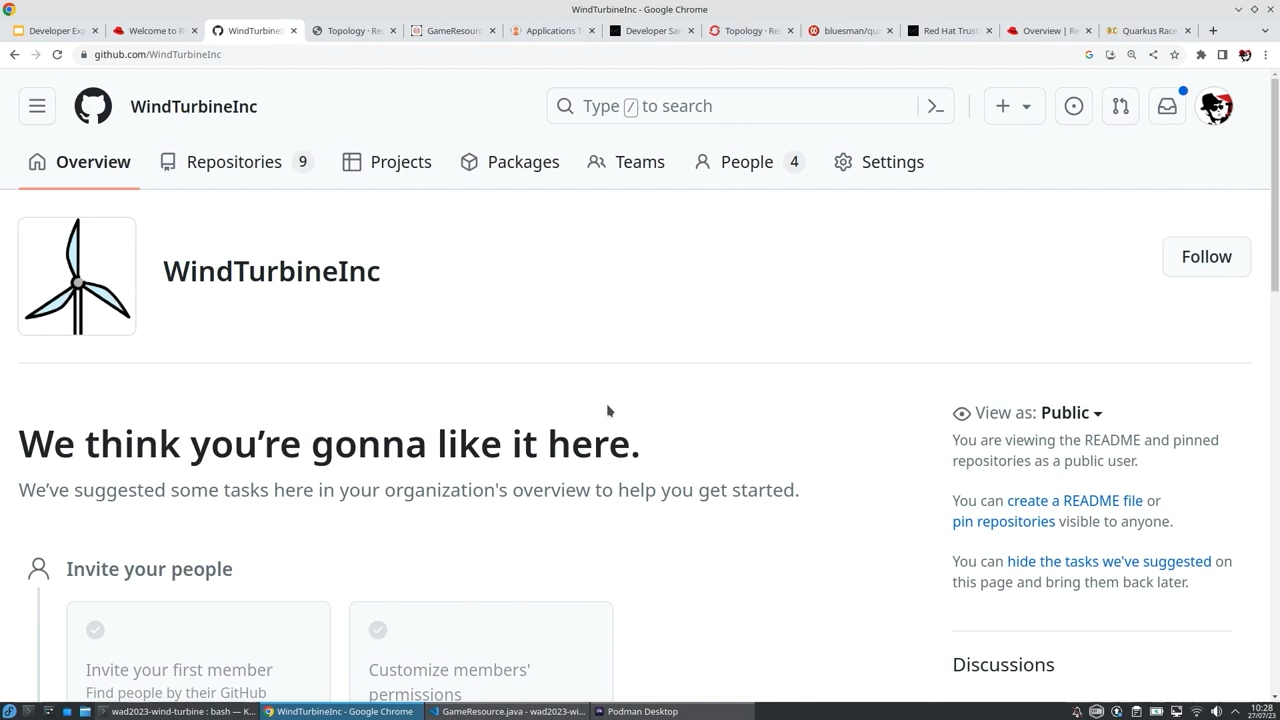 WindTurbineInc - Google Chrome
Developer Exp
Welcome to R
WindTurbineIn
Topology · Rec
GameResourc
Applications T
Developer San
Topology · Re
bluesman/qu
Red Hat Trust
Overview | Re
Quarkus Race
github.com/WindTurbineInc
WindTurbineInc
Type / to search
Overview
Repositories 9
Projects
Packages
Teams
People 4
Settings
WindTurbineInc
Follow
We think you're gonna like it here.
We've suggested some tasks here in your organization's overview to help you get started.
Invite your people
Invite your first member
Find people by their GitHub
Customize members'
permissions
View as: Public
You are viewing the README and pinned
repositories as a public user.
You can create a README file or
pin repositories visible to anyone.
You can hide the tasks we've suggested on
this page and bring them back later.
Discussions
wad2023-wind-turbine : bash — K...
WindTurbineInc - Google Chrome
GameResource.java - wad2023-wi...
Podman Desktop
10:28
27/07/23